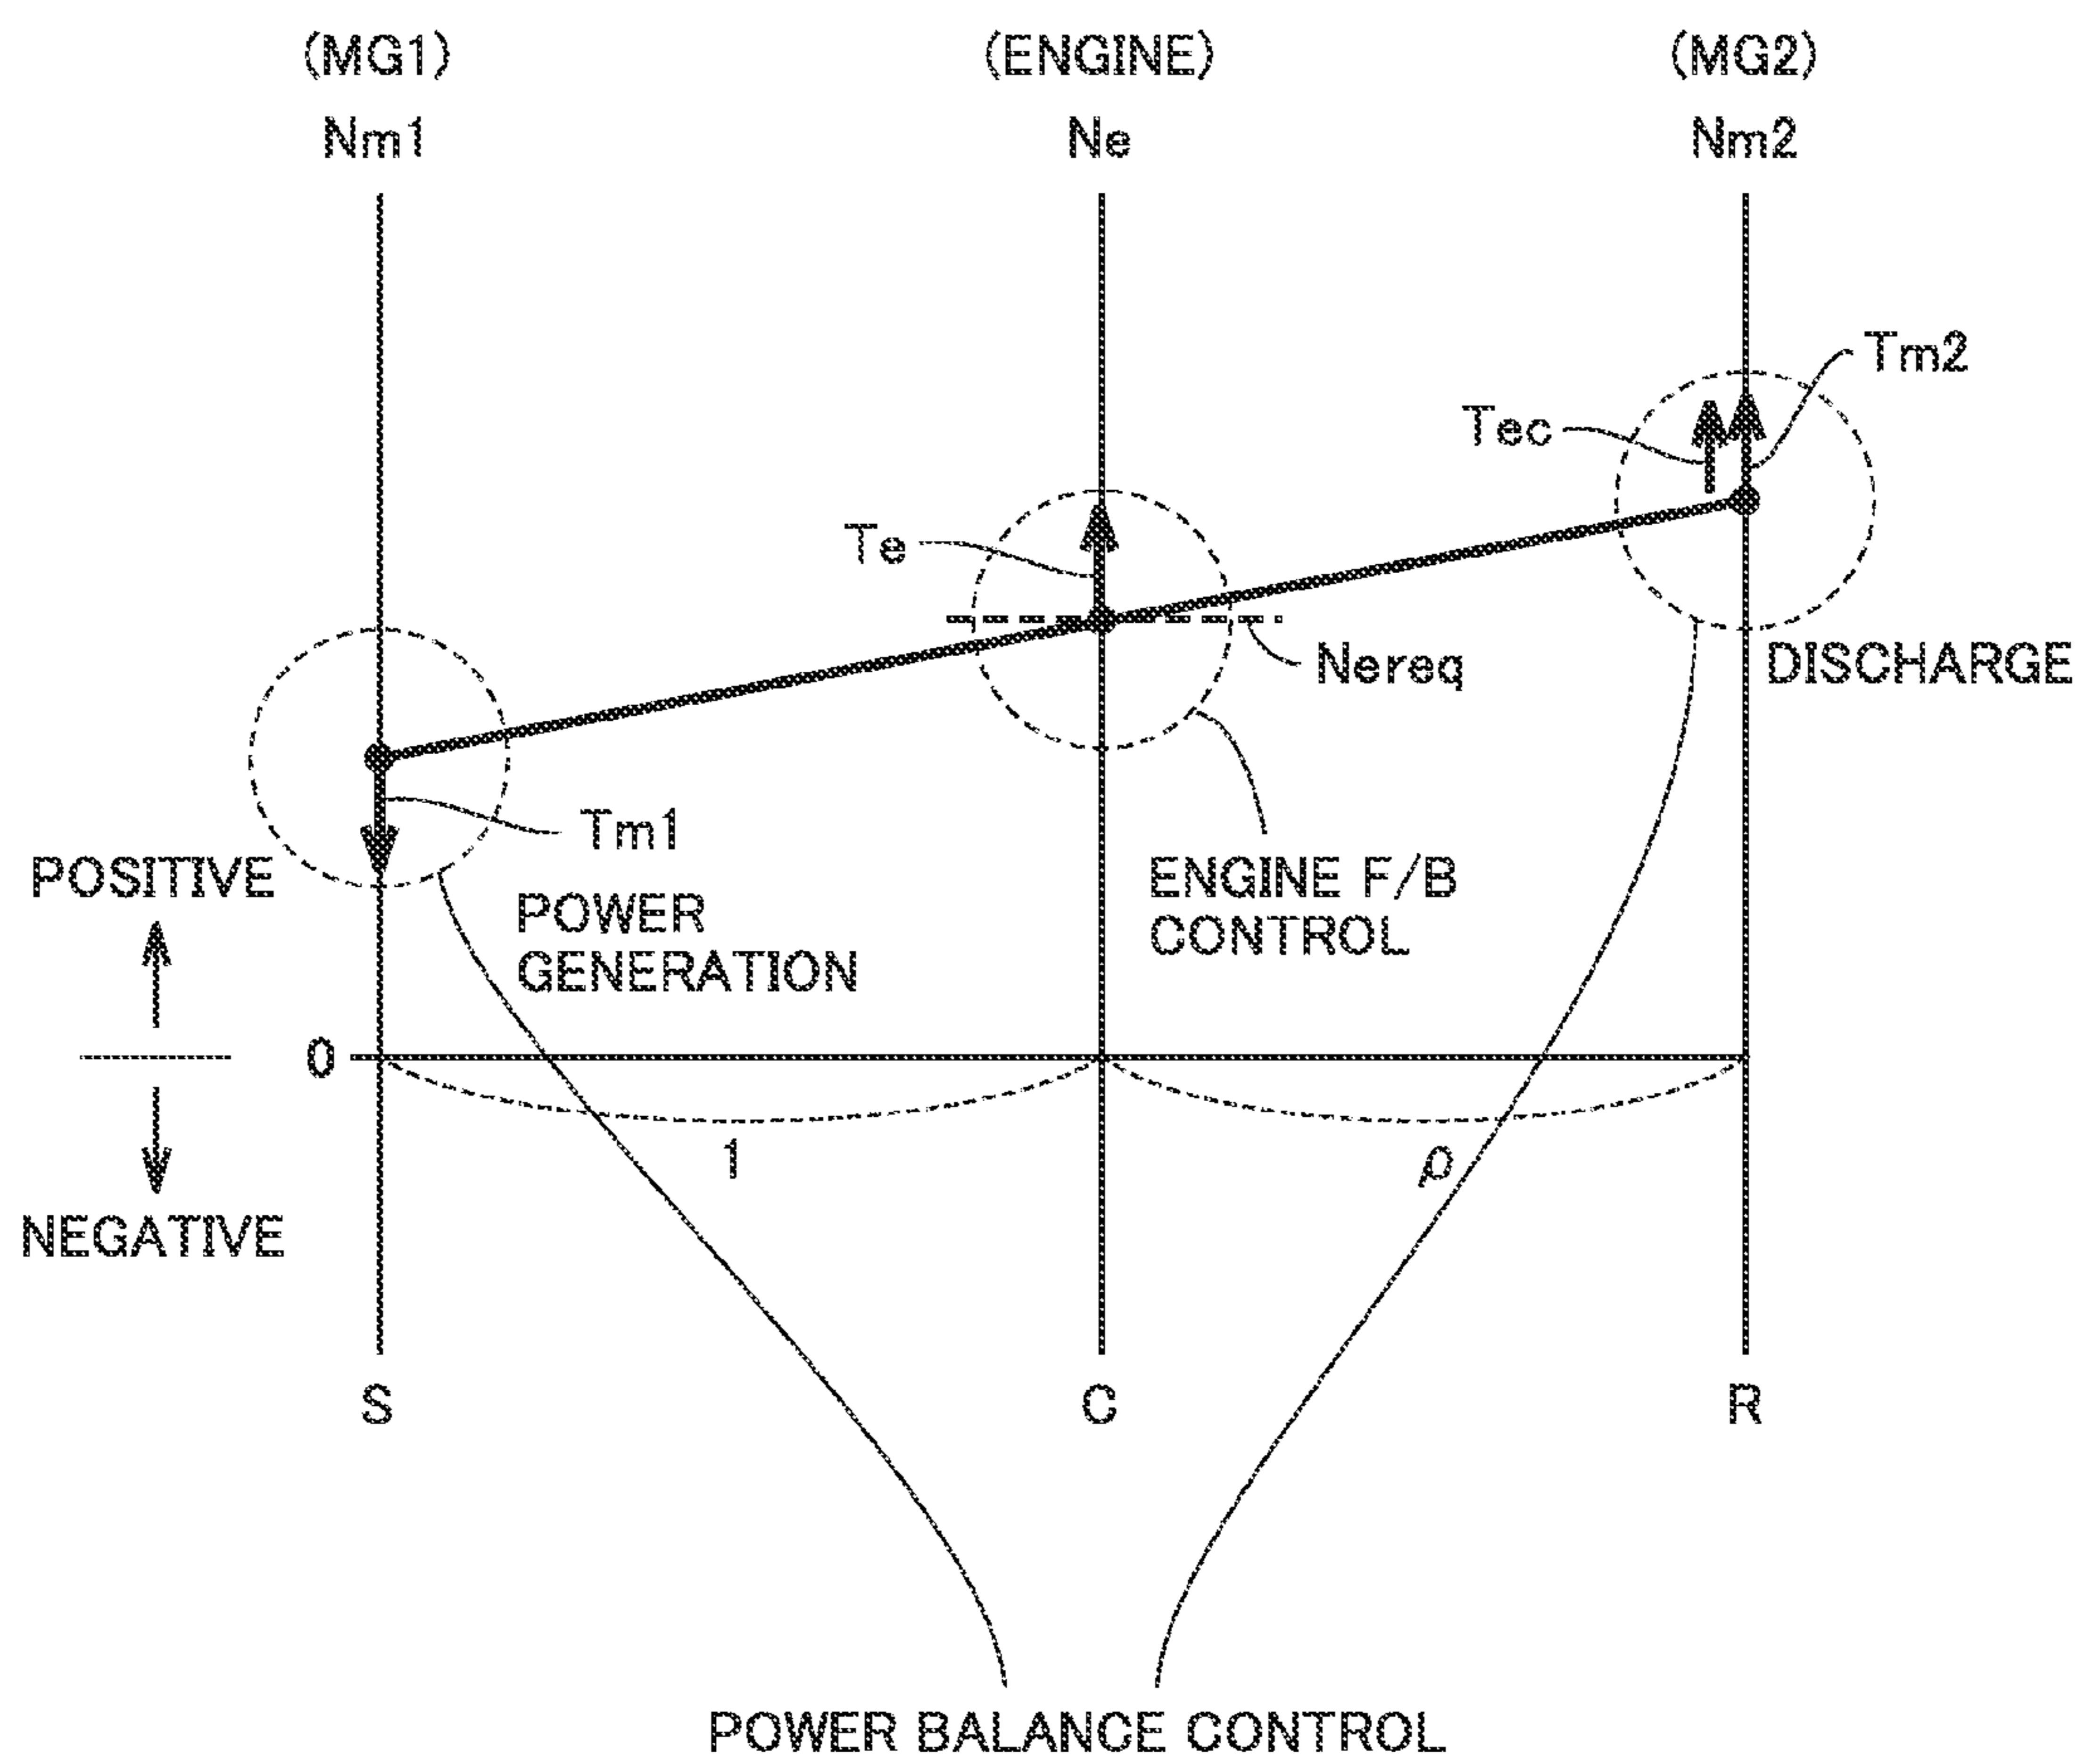 (MG1)
Nm1
(ENGINE)
Ne
(MG2)
Nm2
Tm2
Tec
Te
Nereq
DISCHARGE
Tm1
POSITIVE
POWER
GENERATION
ENGINE F/B
CONTROL
0
1
ρ
NEGATIVE
S
C
R
POWER BALANCE CONTROL